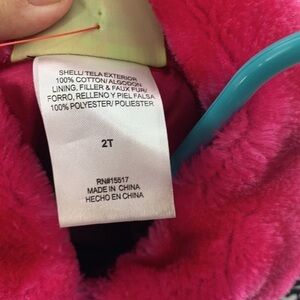 SHELL/ TELA EXTERIOR
100% COTTON/ ALGODON
LINING, FILLER & FAUX FUR/
FORRO, RELLENO Y PIEL FALSA
100% POLYESTER/ POLIESTER
2T
RN#15517
MADE IN CHINA
HECHO EN CHINA